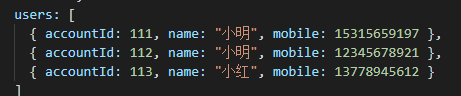 users: [
{ accountId: 111, name: "小明", mobile: 15315659197 },
{ accountId: 112, name: "小明", mobile: 12345678921 },
{ accountId: 113, name: "小红", mobile: 13778945612 }
]